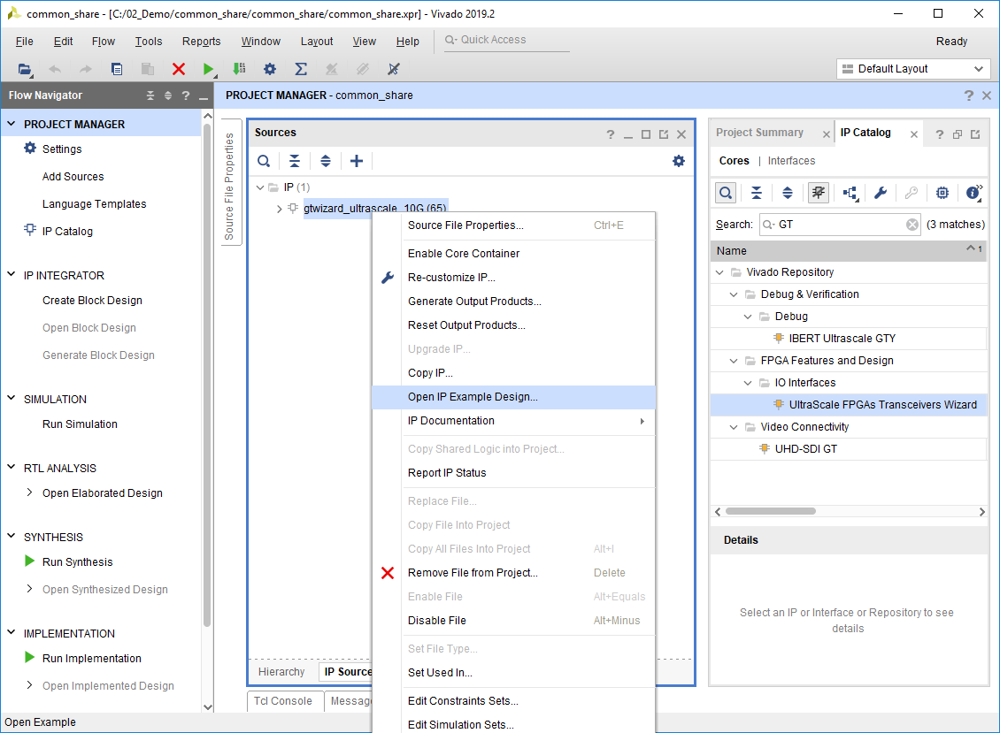 common_share - [C:/02_Demo/common_share/common_share/common_share.xpr] - Vivado 2019.2
File Edit Flow Tools Reports Window Layout View Help Quick Access Ready
Default Layout
Flow Navigator
PROJECT MANAGER
Settings
Add Sources
Language Templates
IP Catalog
IP INTEGRATOR
Create Block Design
Open Block Design
Generate Block Design
SIMULATION
Run Simulation
RTL ANALYSIS
Open Elaborated Design
SYNTHESIS
Run Synthesis
Open Synthesized Design
IMPLEMENTATION
Run Implementation
Open Implemented Design
PROJECT MANAGER - common_share
Source File Properties
Sources
IP (1)
gtwizard_ultrascale_10G (65)
Source File Properties... Ctrl+E
Enable Core Container
Re-customize IP...
Generate Output Products...
Reset Output Products...
Upgrade IP...
Copy IP...
Open IP Example Design...
IP Documentation
Copy Shared Logic into Project...
Report IP Status
Replace File...
Copy File Into Project
Copy All Files Into Project Alt+I
Remove File from Project... Delete
Enable File Alt+Equals
Disable File Alt+Minus
Set File Type...
Set Used In...
Edit Constraints Sets...
Edit Simulation Sets...
Hierarchy IP Source
Tcl Console Messag
Project Summary IP Catalog
Cores | Interfaces
Search: GT (3 matches)
Name 1
Vivado Repository
Debug & Verification
Debug
IBERT Ultrascale GTY
FPGA Features and Design
IO Interfaces
UltraScale FPGAs Transceivers Wizard
Video Connectivity
UHD-SDI GT
Details
Select an IP or Interface or Repository to see
details
Open Example